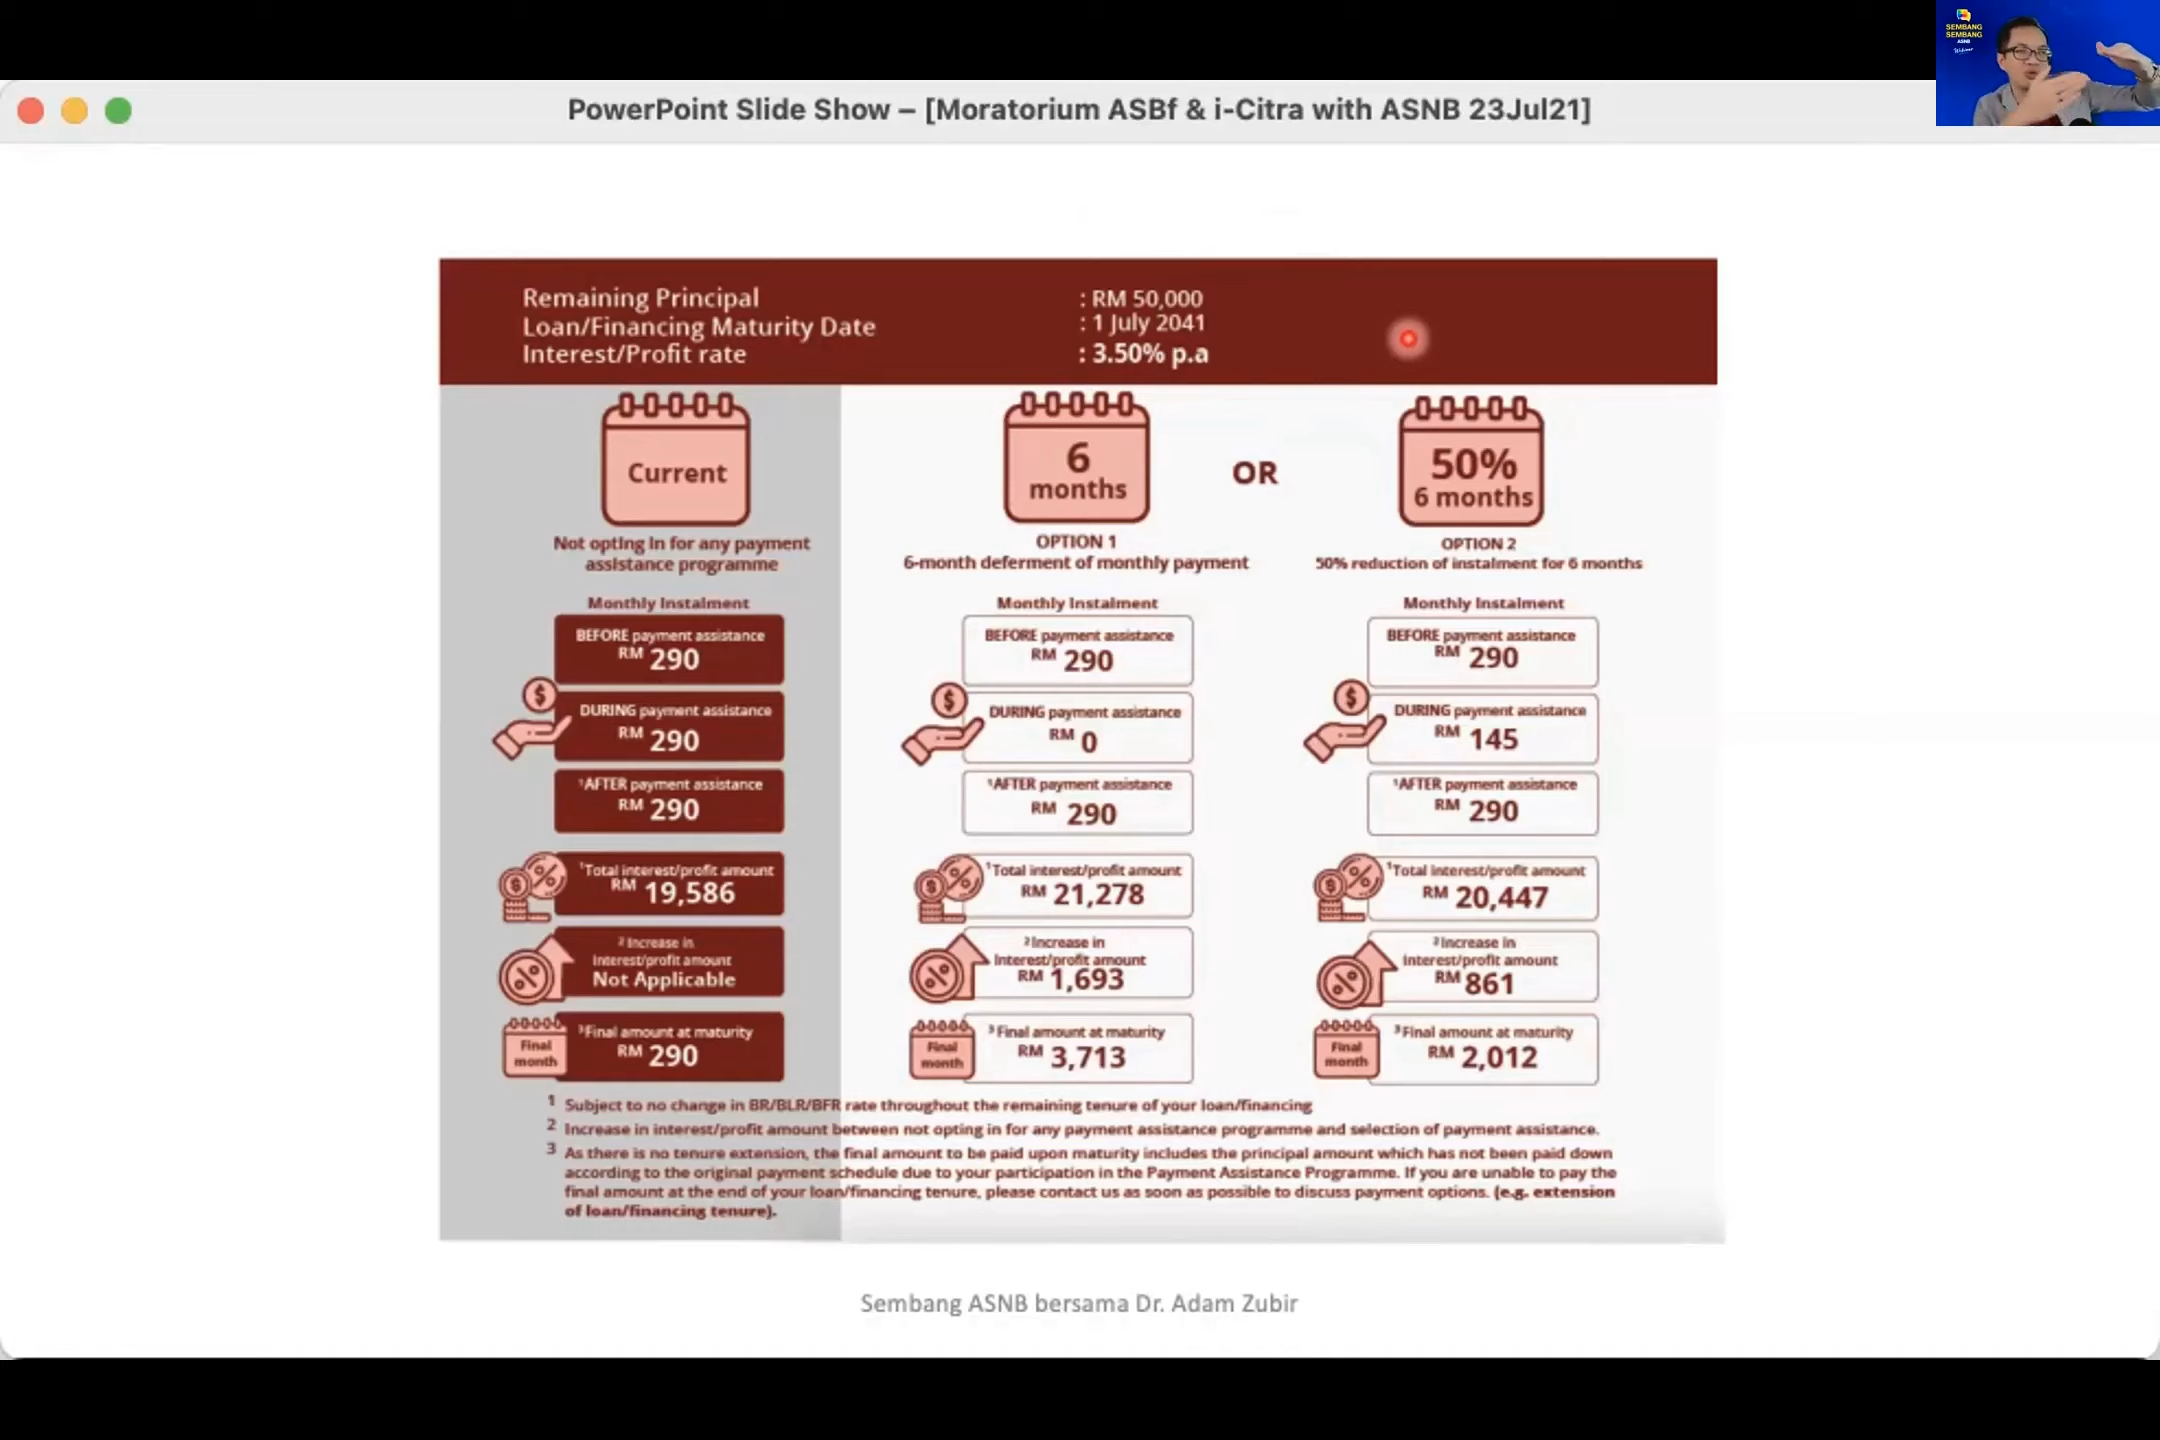 SEMBANG
SEMBANG
ASNB
PowerPoint Slide Show – [Moratorium ASBf & i-Citra with ASNB 23Jul21]
Remaining Principal : RM 50,000
Loan/Financing Maturity Date : 1 July 2041
Interest/Profit rate : 3.50% p.a
Current
Not opting in for any payment
assistance programme
Monthly Instalment
BEFORE payment assistance
RM 290
DURING payment assistance
RM 290
¹AFTER payment assistance
RM 290
¹Total interest/profit amount
RM 19,586
² Increase in
interest/profit amount
Not Applicable
Final
month
³Final amount at maturity
RM 290
6
months
OPTION 1
6-month deferment of monthly payment
Monthly Instalment
BEFORE payment assistance
RM 290
DURING payment assistance
RM 0
¹AFTER payment assistance
RM 290
¹Total interest/profit amount
RM 21,278
²Increase in
interest/profit amount
RM 1,693
Final
month
³Final amount at maturity
RM 3,713
OR
50%
6 months
OPTION 2
50% reduction of instalment for 6 months
Monthly Instalment
BEFORE payment assistance
RM 290
DURING payment assistance
RM 145
¹AFTER payment assistance
RM 290
¹Total interest/profit amount
RM 20,447
²Increase in
interest/profit amount
RM 861
Final
month
³Final amount at maturity
RM 2,012
1 Subject to no change in BR/BLR/BFR rate throughout the remaining tenure of your loan/financing
2 Increase in interest/profit amount between not opting in for any payment assistance programme and selection of payment assistance.
3 As there is no tenure extension, the final amount to be paid upon maturity includes the principal amount which has not been paid down
according to the original payment schedule due to your participation in the Payment Assistance Programme. If you are unable to pay the
final amount at the end of your loan/financing tenure, please contact us as soon as possible to discuss payment options. (e.g. extension
of loan/financing tenure).
Sembang ASNB bersama Dr. Adam Zubir